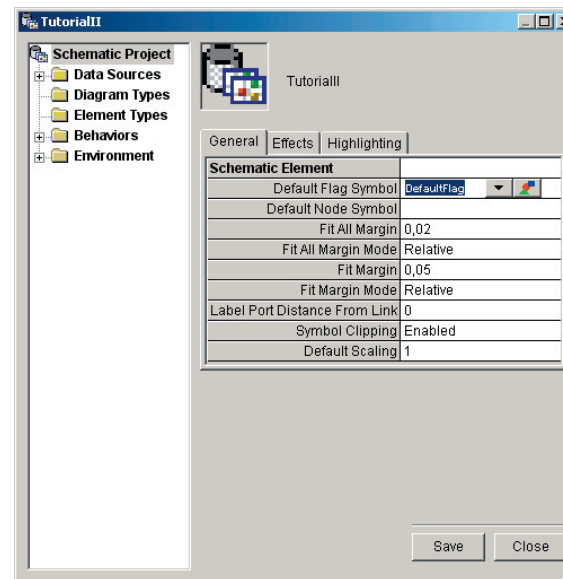 TutorialII
Schematic Project
Data Sources
Diagram Types
Element Types
Behaviors
Environment
TutorialII
General Effects Highlighting
Schematic Element
Default Flag Symbol DefaultFlag
Default Node Symbol
Fit All Margin 0,02
Fit All Margin Mode Relative
Fit Margin 0,05
Fit Margin Mode Relative
Label Port Distance From Link 0
Symbol Clipping Enabled
Default Scaling 1
Save Close